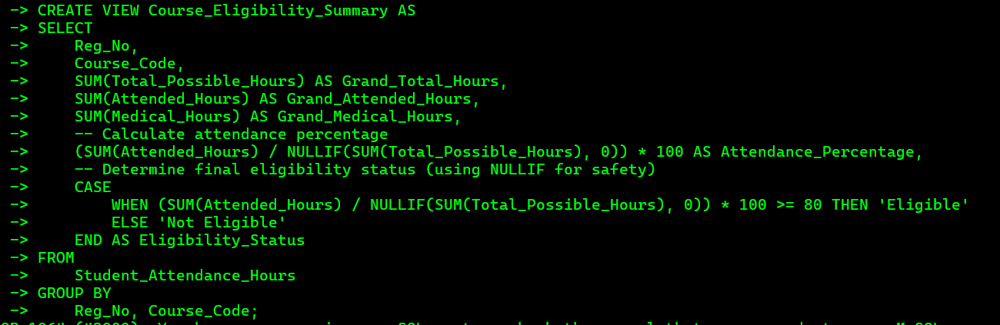 -> CREATE VIEW Course_Eligibility_Summary AS
-> SELECT
->     Reg_No,
->     Course_Code,
->     SUM(Total_Possible_Hours) AS Grand_Total_Hours,
->     SUM(Attended_Hours) AS Grand_Attended_Hours,
->     SUM(Medical_Hours) AS Grand_Medical_Hours,
->     -- Calculate attendance percentage
->     (SUM(Attended_Hours) / NULLIF(SUM(Total_Possible_Hours), 0)) * 100 AS Attendance_Percentage,
->     -- Determine final eligibility status (using NULLIF for safety)
->     CASE
->         WHEN (SUM(Attended_Hours) / NULLIF(SUM(Total_Possible_Hours), 0)) * 100 >= 80 THEN 'Eligible'
->         ELSE 'Not Eligible'
->     END AS Eligibility_Status
-> FROM
->     Student_Attendance_Hours
-> GROUP BY
->     Reg_No, Course_Code;